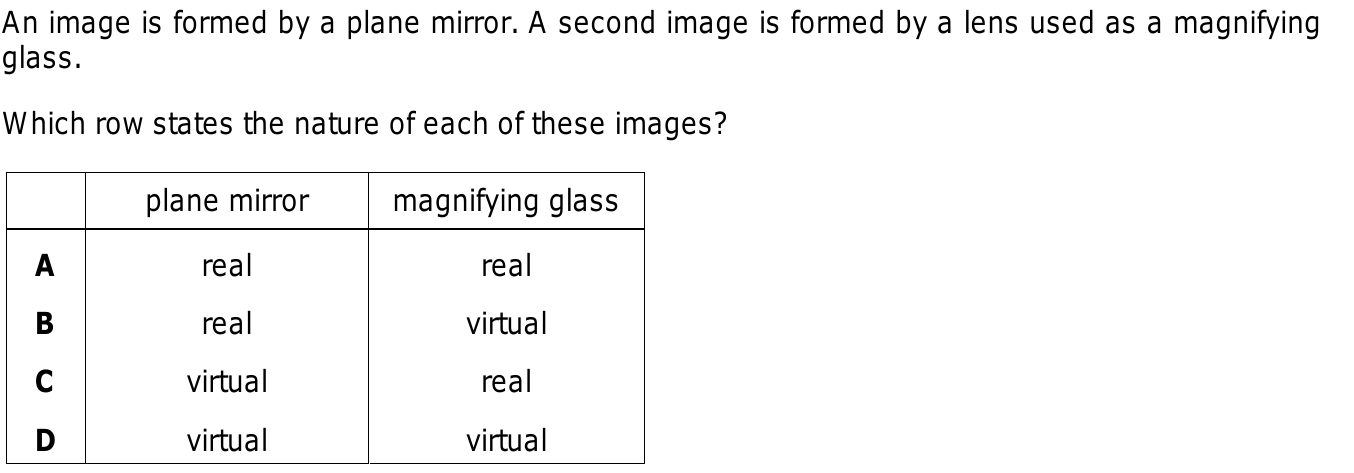 An image is formed by a plane mirror. A second image is formed by a lens used as a magnifying
glass.
Which row states the nature of each of these images?
plane mirror magnifying glass
A real real
B real virtual
C virtual real
D virtual virtual